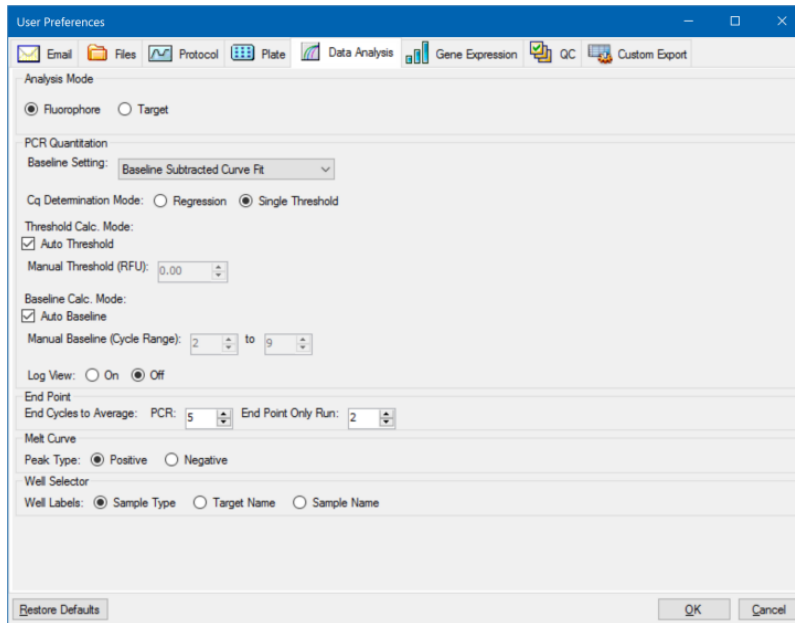 User Preferences
Email Files Protocol Plate Data Analysis Gene Expression QC Custom Export
Analysis Mode
Fluorophore Target
PCR Quantitation
Baseline Setting: Baseline Subtracted Curve Fit
Cq Determination Mode: Regression Single Threshold
Threshold Calc. Mode:
Auto Threshold
Manual Threshold (RFU): 0.00
Baseline Calc. Mode:
Auto Baseline
Manual Baseline (Cycle Range): 2 to 9
Log View: On Off
End Point
End Cycles to Average: PCR: 5 End Point Only Run: 2
Melt Curve
Peak Type: Positive Negative
Well Selector
Well Labels: Sample Type Target Name Sample Name
Restore Defaults OK Cancel